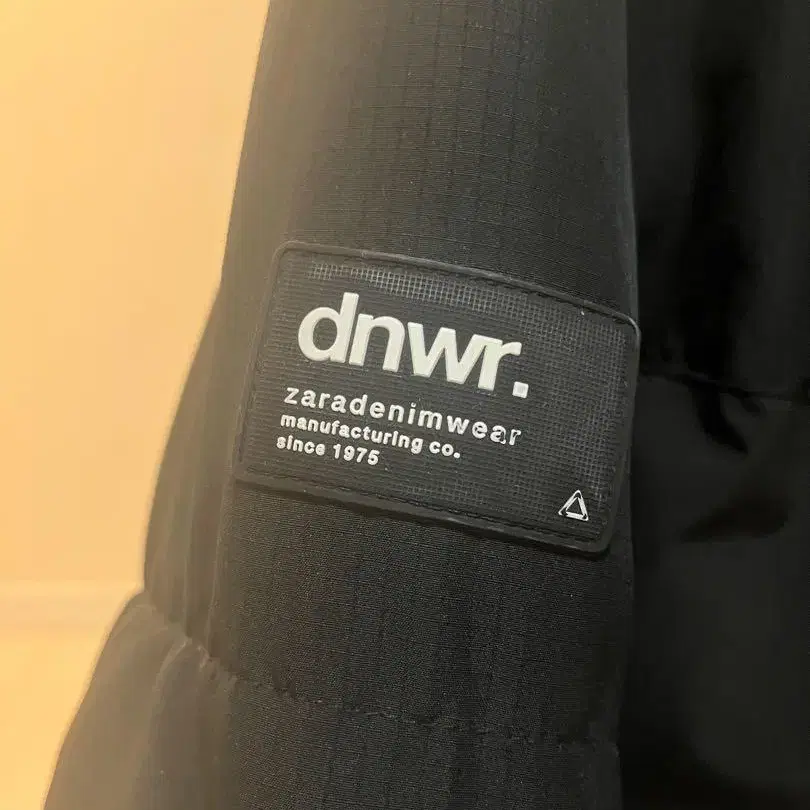 dnwr.
zaradenimwear
manufacturing co.
since 1975